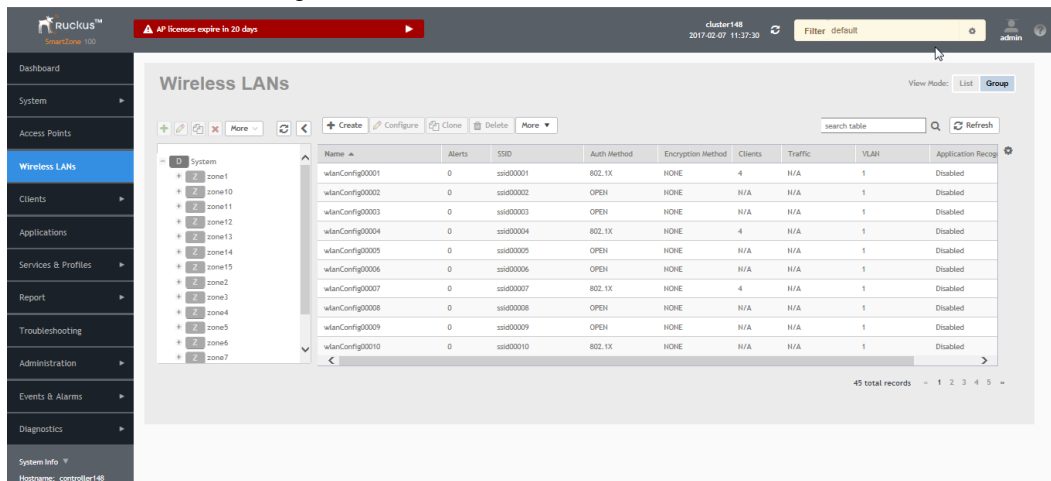 Ruckus™
SmartZone 100
AP licenses expire in 20 days
cluster148
2017-02-07 11:37:30
Filter default
admin
Dashboard
System
Access Points
Wireless LANs
Clients
Applications
Services & Profiles
Report
Troubleshooting
Administration
Events & Alarms
Diagnostics
System Info
Hostname: controller148
Wireless LANs
View Mode: List Group
More
Create Configure Clone Delete More
search table
Refresh
D System
Z zone1
Z zone10
Z zone11
Z zone12
Z zone13
Z zone14
Z zone15
Z zone2
Z zone3
Z zone4
Z zone5
Z zone6
Z zone7
Name Alerts SSID Auth Method Encryption Method Clients Traffic VLAN Application Recog
wlanConfig00001 0 ssid00001 802.1X NONE 4 N/A 1 Disabled
wlanConfig00002 0 ssid00002 OPEN NONE N/A N/A 1 Disabled
wlanConfig00003 0 ssid00003 OPEN NONE N/A N/A 1 Disabled
wlanConfig00004 0 ssid00004 802.1X NONE 4 N/A 1 Disabled
wlanConfig00005 0 ssid00005 OPEN NONE N/A N/A 1 Disabled
wlanConfig00006 0 ssid00006 OPEN NONE N/A N/A 1 Disabled
wlanConfig00007 0 ssid00007 802.1X NONE 4 N/A 1 Disabled
wlanConfig00008 0 ssid00008 OPEN NONE N/A N/A 1 Disabled
wlanConfig00009 0 ssid00009 OPEN NONE N/A N/A 1 Disabled
wlanConfig00010 0 ssid00010 802.1X NONE N/A N/A 1 Disabled
45 total records « 1 2 3 4 5 »